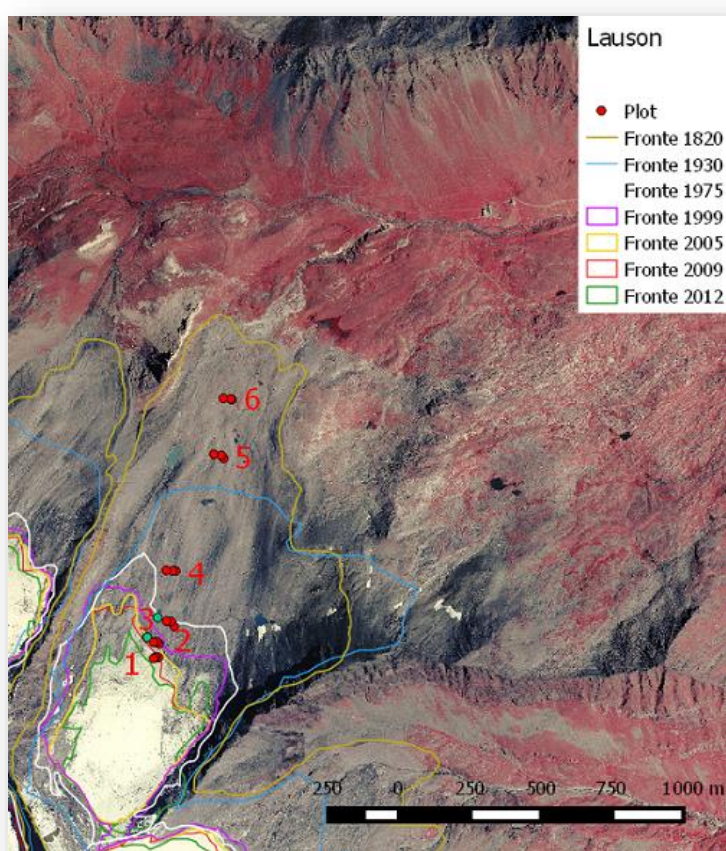 Lauson
Plot
Fronte 1820
Fronte 1930
Fronte 1975
Fronte 1999
Fronte 2005
Fronte 2009
Fronte 2012
6
5
4
3
2
1
250 0 250 500 750 1000 m